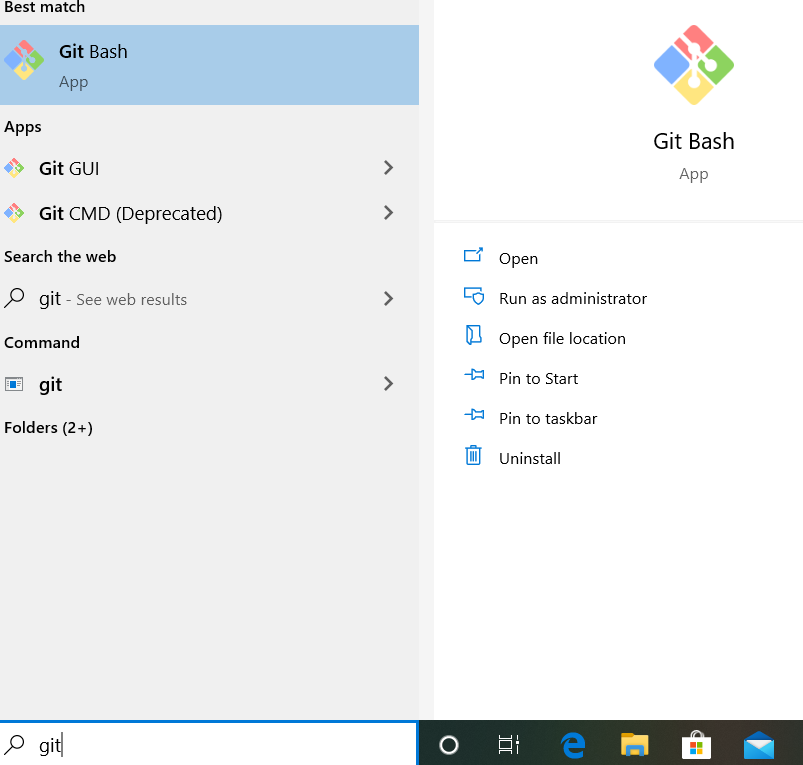 Best match
Git Bash
App
Apps
Git GUI
Git CMD (Deprecated)
Search the web
git - See web results
Command
git
Folders (2+)
git
Git Bash
App
Open
Run as administrator
Open file location
Pin to Start
Pin to taskbar
Uninstall